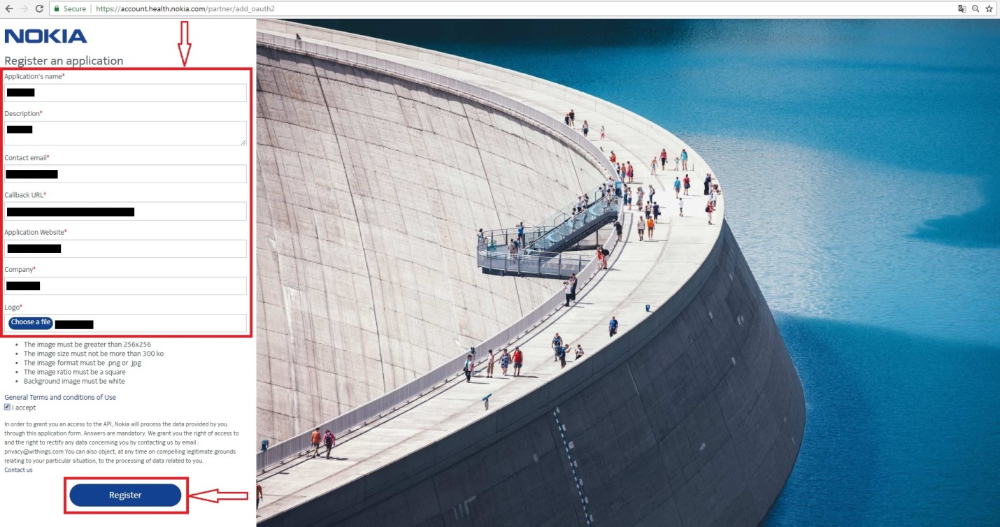 Secure | https://account.health.nokia.com/partner/add_oauth2
NOKIA
Register an application
Application's name*
Description*
Contact email*
Callback URL*
Application Website*
Company*
Logo*
Choose a file
• The image must be greater than 256x256
• The image size must not be more than 300 ko
• The image format must be .png or .jpg
• The image ratio must be a square
• Background image must be white
General Terms and conditions of Use
I accept
In order to grant you an access to the API, Nokia will process the data provided by you
through this application form. Answers are mandatory. We grant you the right of access to
and the right to rectify any data concerning you by contacting us by email :
privacy@withings.com You can also object, at any time on compelling legitimate grounds
relating to your particular situation, to the processing of data related to you.
Contact us
Register